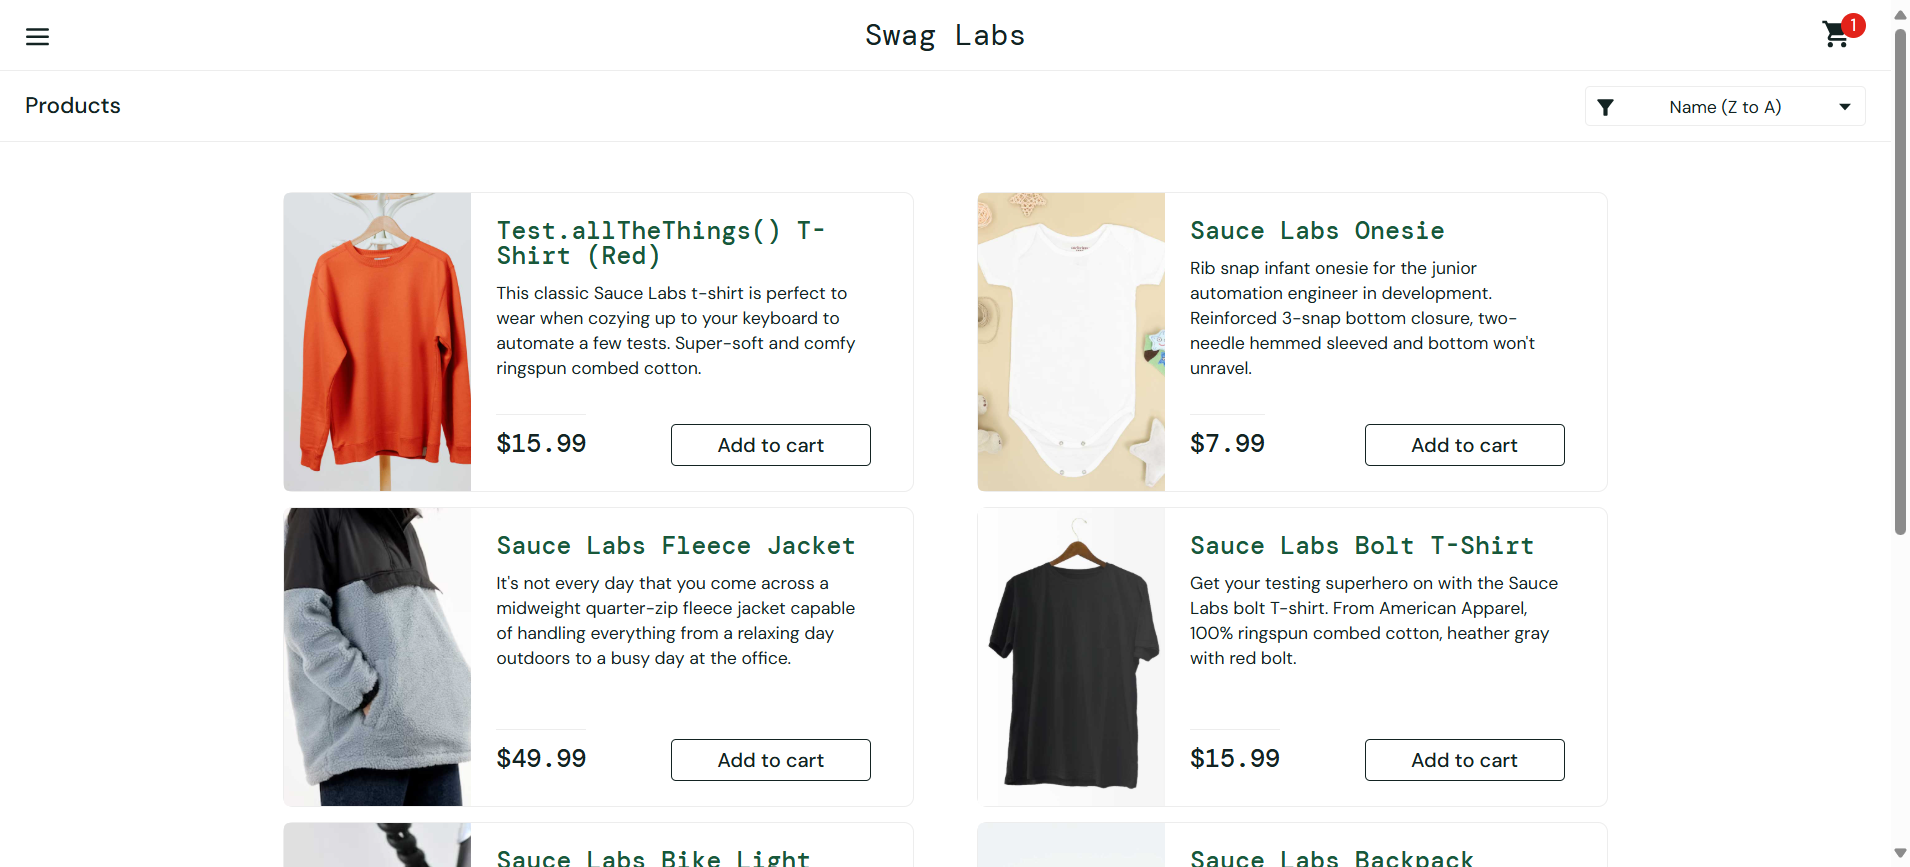 Swag Labs
1
Products
Name (Z to A)
Test.allTheThings() T-
Shirt (Red)
This classic Sauce Labs t-shirt is perfect to
wear when cozying up to your keyboard to
automate a few tests. Super-soft and comfy
ringspun combed cotton.
$15.99
Add to cart
Sauce Labs Onesie
Rib snap infant onesie for the junior
automation engineer in development.
Reinforced 3-snap bottom closure, two-
needle hemmed sleeved and bottom won't
unravel.
$7.99
Add to cart
Sauce Labs Fleece Jacket
It's not every day that you come across a
midweight quarter-zip fleece jacket capable
of handling everything from a relaxing day
outdoors to a busy day at the office.
$49.99
Add to cart
Sauce Labs Bolt T-Shirt
Get your testing superhero on with the Sauce
Labs bolt T-shirt. From American Apparel,
100% ringspun combed cotton, heather gray
with red bolt.
$15.99
Add to cart
Sauce Labs Bike Light
Sauce Labs Backpack